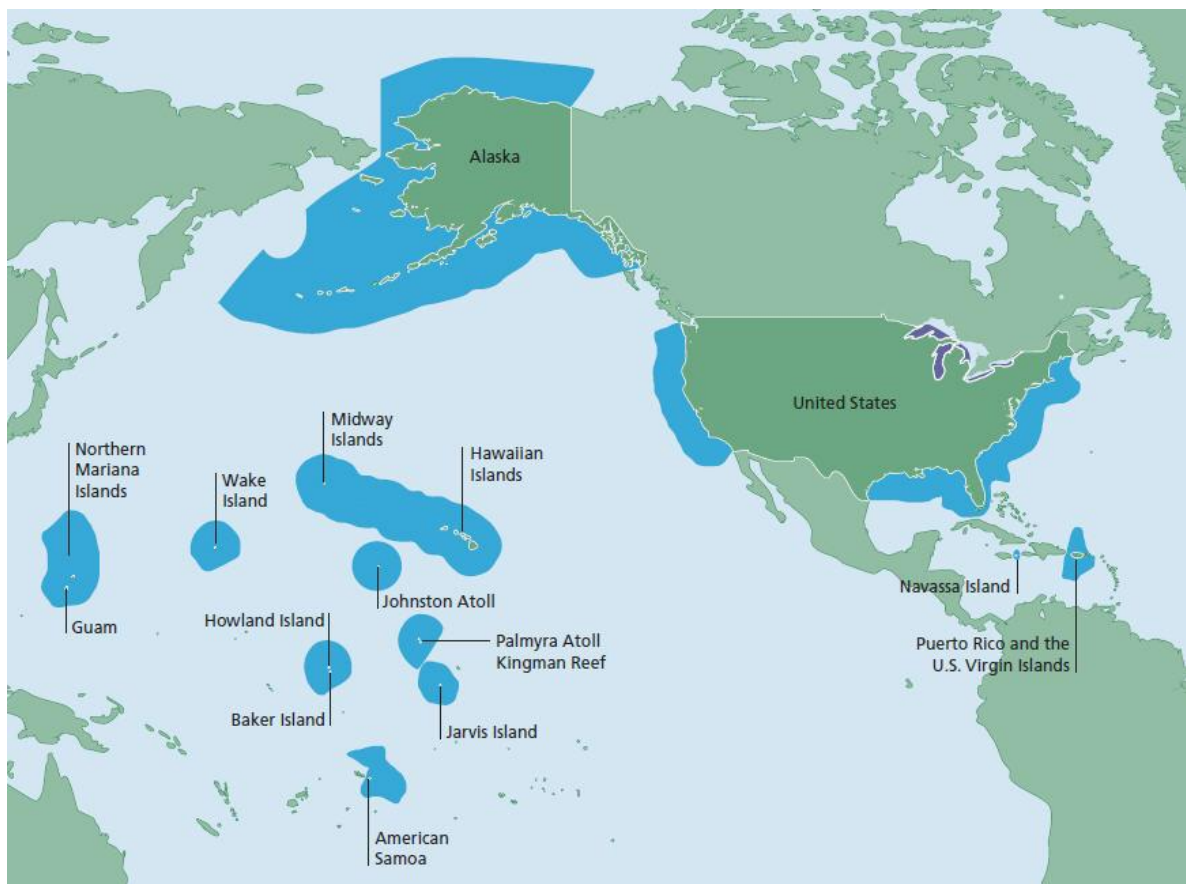 Alaska
United States
Midway
Islands
Hawaiian
Islands
Northern
Mariana
Islands
Wake
Island
Navassa Island
Johnston Atoll
Howland Island
Guam
Palmyra Atoll
Kingman Reef
Puerto Rico and the
U.S. Virgin Islands
Baker Island
Jarvis Island
American
Samoa